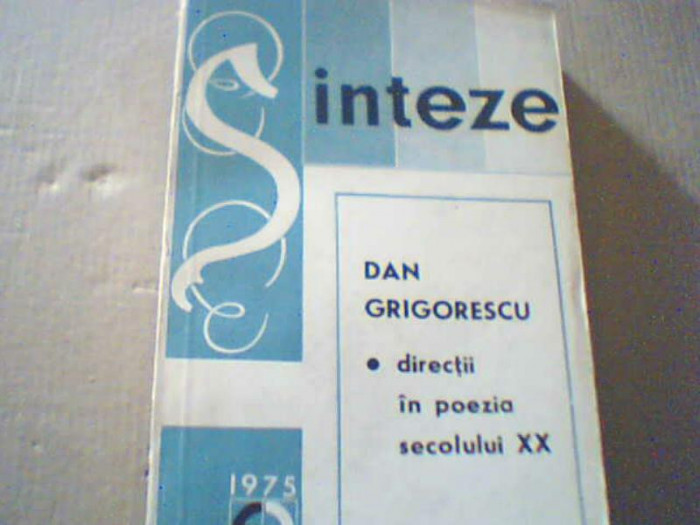 Sinteze
DAN
GRIGORESCU
• direcții
în poezia
secolului XX
1975